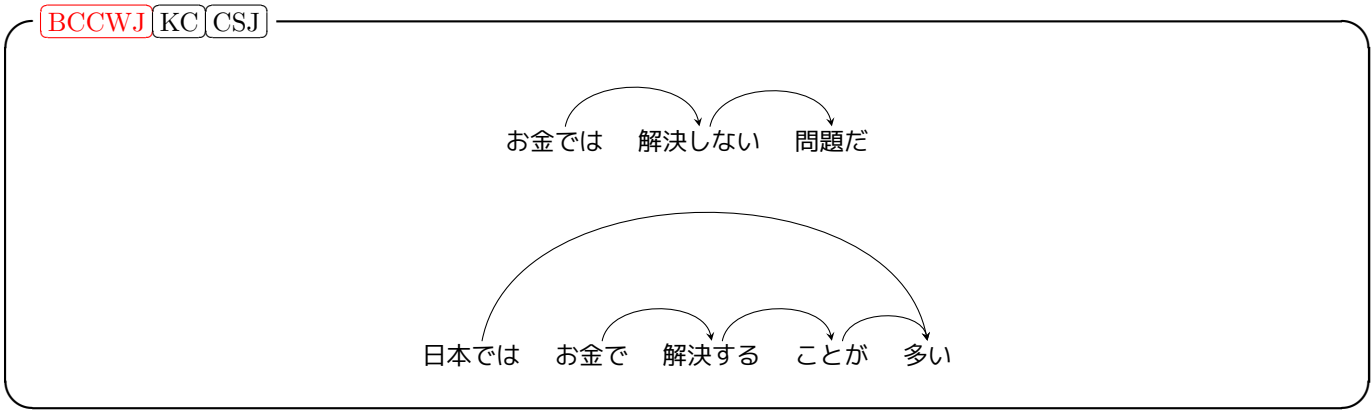 BCCWJ KC CSJ
お金では 解決しない 問題だ
日本では お金で 解決する ことが 多い